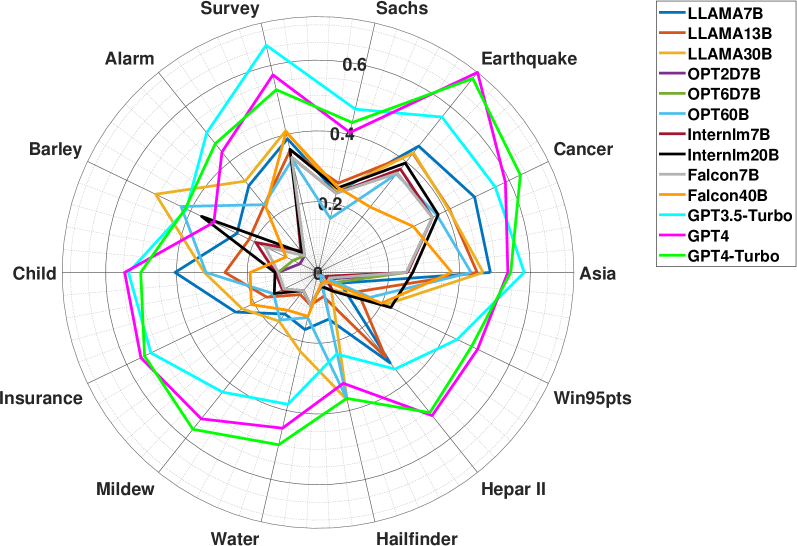 Survey
Sachs
Alarm
Earthquake
Barley
Cancer
Child
Asia
Insurance
Win95pts
Mildew
Hepar II
Water
Hailfinder
0.6
0.4
0.2
0
LLAMA7B
LLAMA13B
LLAMA30B
OPT2D7B
OPT6D7B
OPT60B
Internlm7B
Internlm20B
Falcon7B
Falcon40B
GPT3.5-Turbo
GPT4
GPT4-Turbo